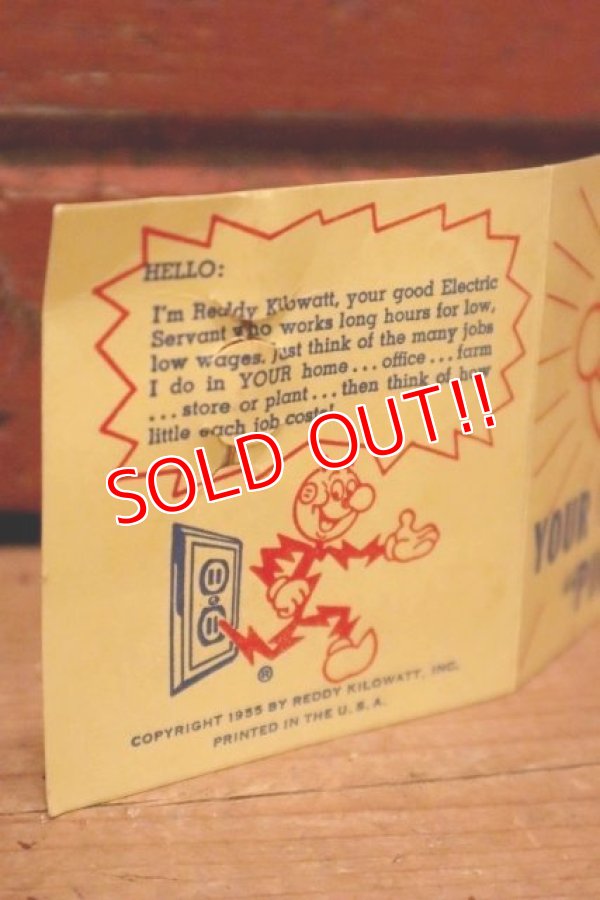 HELLO:
I'm Reddy Kilowatt, your good Electric
Servant who works long hours for low,
low wages. Just think of the many jobs
I do in YOUR home... office... farm
... store or plant... then think of how
little each job costs!
SOLD OUT!!
YOUR
®
COPYRIGHT 1955 BY REDDY KILOWATT, INC.
PRINTED IN THE U.S.A.